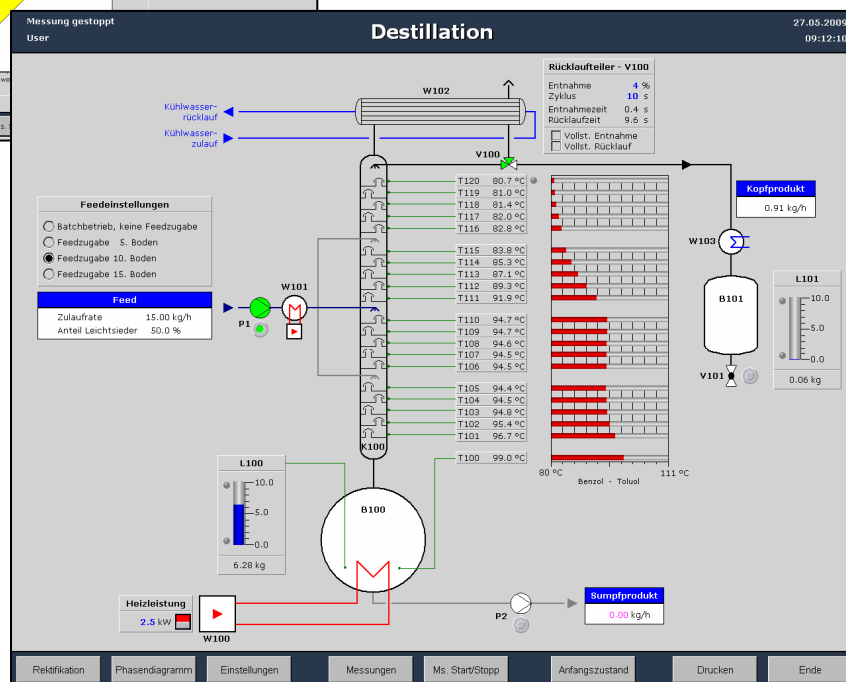 Messung gestoppt
User
Destillation
27.05.2009
09:12:10
Rücklaufteiler - V100
Entnahme 4 %
Zyklus 10 s
Entnahmezeit 0.4 s
Rücklaufzeit 9.6 s
Vollst. Entnahme
Vollst. Rücklauf
W102
Kühlwasser-
rücklauf
Kühlwasser-
zulauf
V100
T120 80.7 °C
T119 81.0 °C
T118 81.4 °C
T117 82.0 °C
T116 82.8 °C
T115 83.8 °C
T114 85.3 °C
T113 87.1 °C
T112 89.3 °C
T111 91.9 °C
T110 94.7 °C
T109 94.7 °C
T108 94.6 °C
T107 94.5 °C
T106 94.5 °C
T105 94.4 °C
T104 94.5 °C
T103 94.8 °C
T102 95.4 °C
T101 96.7 °C
T100 99.0 °C
80 °C
111 °C
Benzol - Toluol
Kopfprodukt
0.91 kg/h
W103
B101
V101
L101
10.0
5.0
0.0
0.06 kg
Feedeinstellungen
Batchbetrieb, keine Feedzugabe
Feedzugabe 5. Boden
Feedzugabe 10. Boden
Feedzugabe 15. Boden
Feed
Zulaufrate 15.00 kg/h
Anteil Leichtsieder 50.0 %
P1
W101
K100
L100
10.0
5.0
0.0
6.28 kg
B100
Heizleistung
2.5 kW
W100
P2
Sumpfprodukt
0.00 kg/h
Rektifikation
Phasendiagramm
Einstellungen
Messungen
Ms. Start/Stopp
Anfangszustand
Drucken
Ende